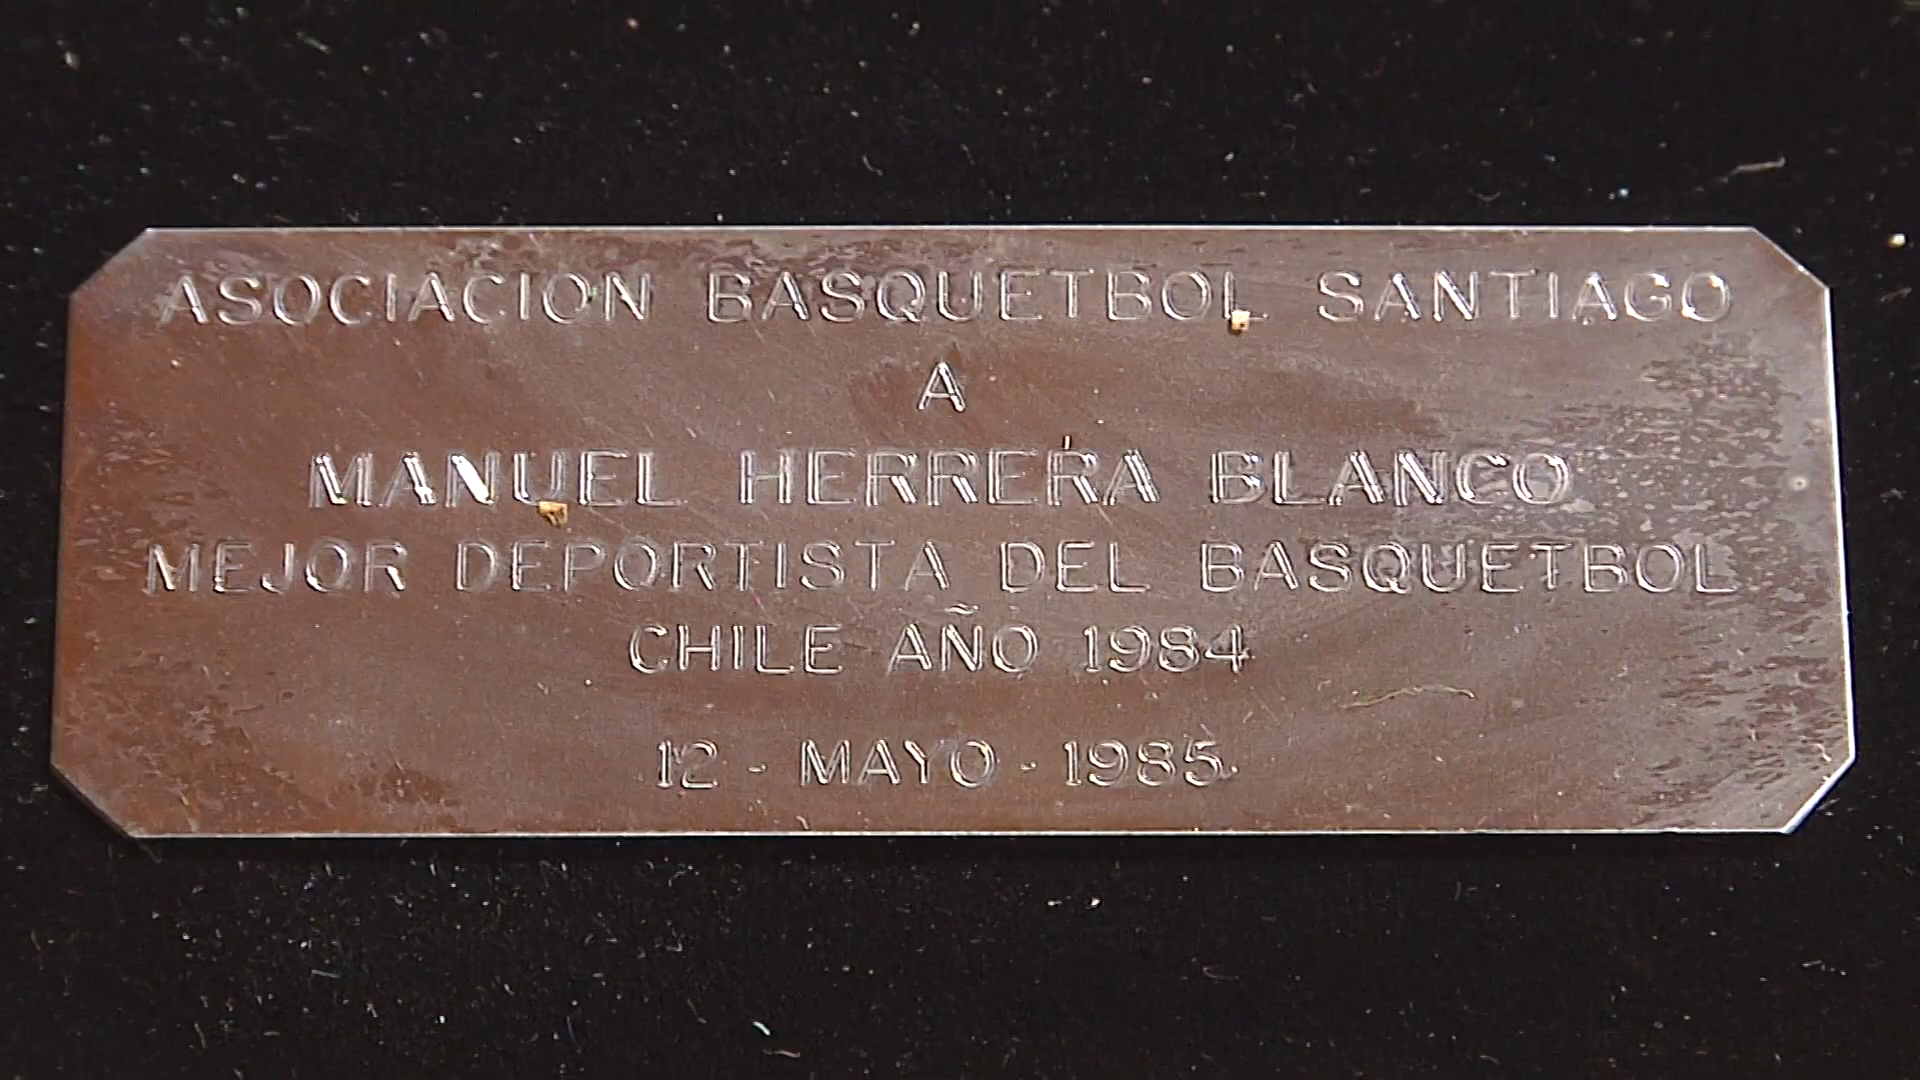 ASOCIACION BASQUETBOL SANTIAGO
A
MANUEL HERRERA BLANCO
MEJOR DEPORTISTA DEL BASQUETBOL
CHILE AÑO 1984
12 - MAYO - 1985